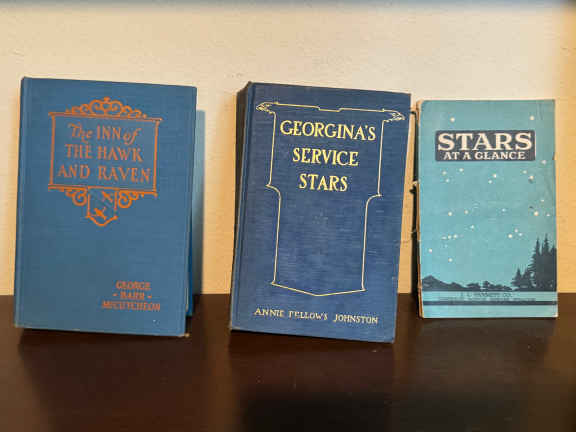 The INN of
THE HAWK
AND RAVEN
GEORGE
- BARR -
MCCUTCHEON
GEORGINA'S
SERVICE
STARS
ANNIE FELLOWS JOHNSTON
STARS
AT A GLANCE